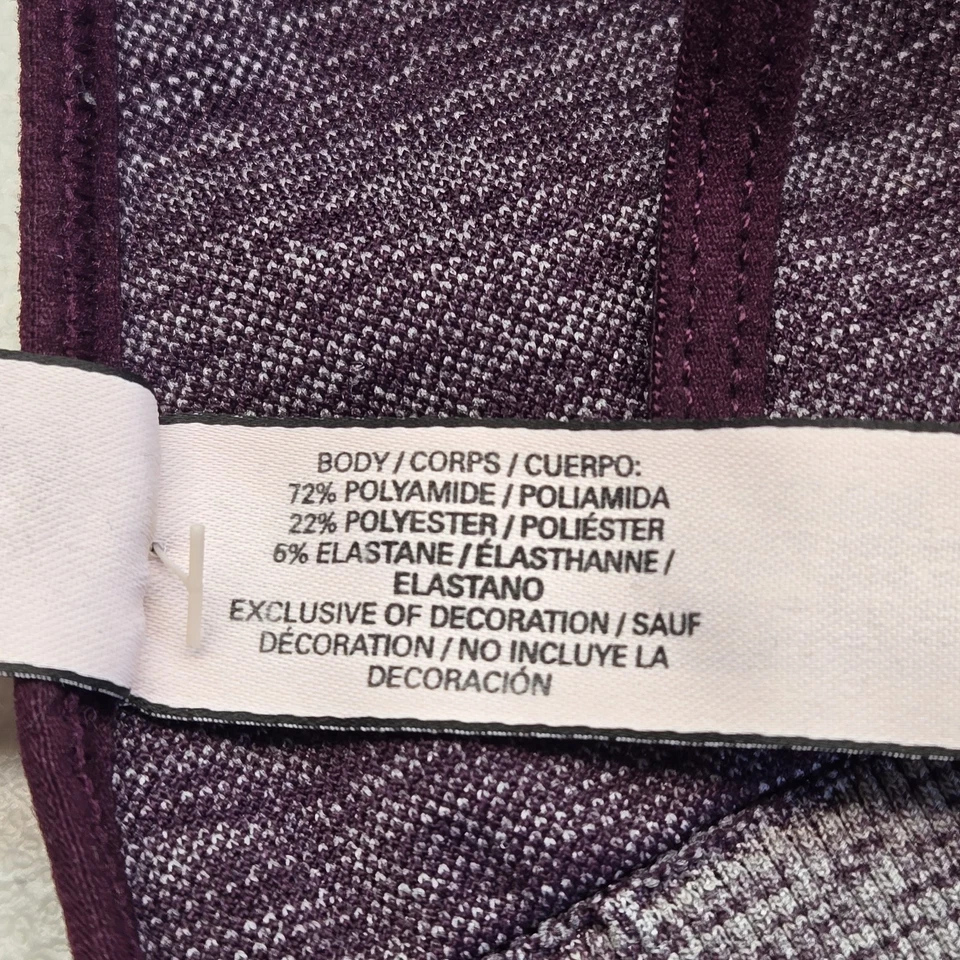 BODY / CORPS / CUERPO:
72% POLYAMIDE / POLIAMIDA
22% POLYESTER / POLIÉSTER
6% ELASTANE / ÉLASTHANNE /
ELASTANO
EXCLUSIVE OF DECORATION / SAUF
DÉCORATION / NO INCLUYE LA
DECORACIÓN